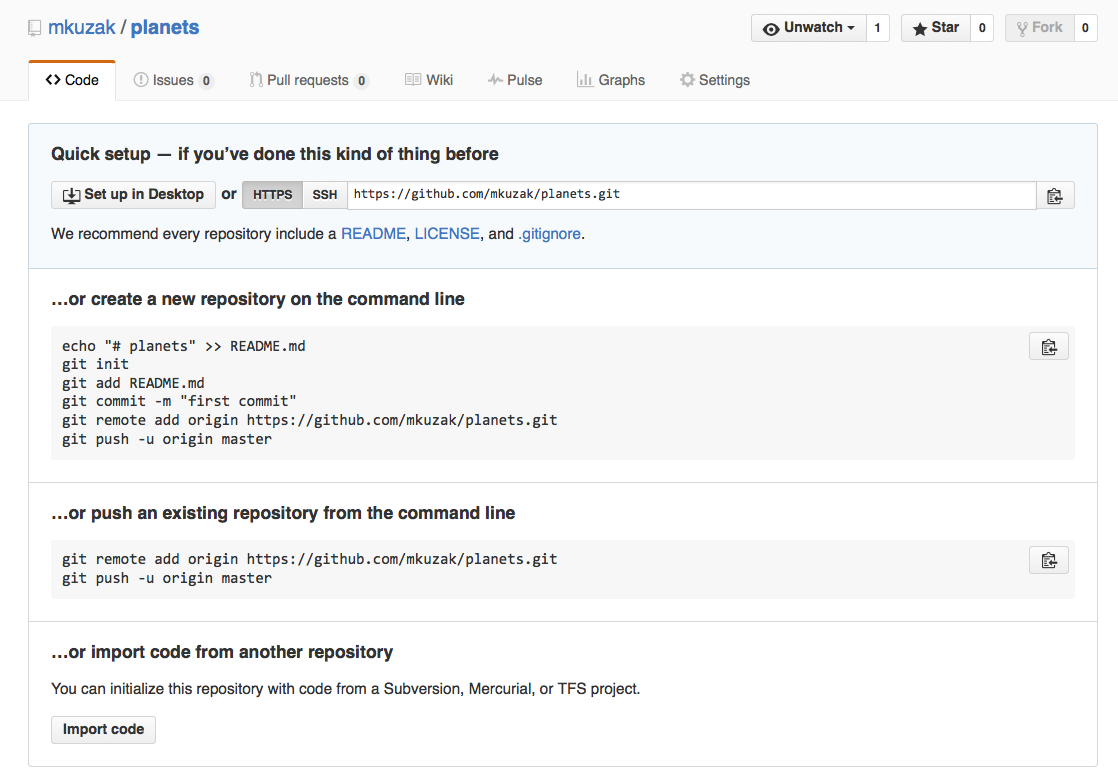 mkuzak / planets
Unwatch 1 Star 0 Fork 0
Code Issues 0 Pull requests 0 Wiki Pulse Graphs Settings
Quick setup — if you’ve done this kind of thing before
Set up in Desktop or HTTPS SSH https://github.com/mkuzak/planets.git
We recommend every repository include a README, LICENSE, and .gitignore.
…or create a new repository on the command line
echo "# planets" >> README.md
git init
git add README.md
git commit -m "first commit"
git remote add origin https://github.com/mkuzak/planets.git
git push -u origin master
…or push an existing repository from the command line
git remote add origin https://github.com/mkuzak/planets.git
git push -u origin master
…or import code from another repository
You can initialize this repository with code from a Subversion, Mercurial, or TFS project.
Import code